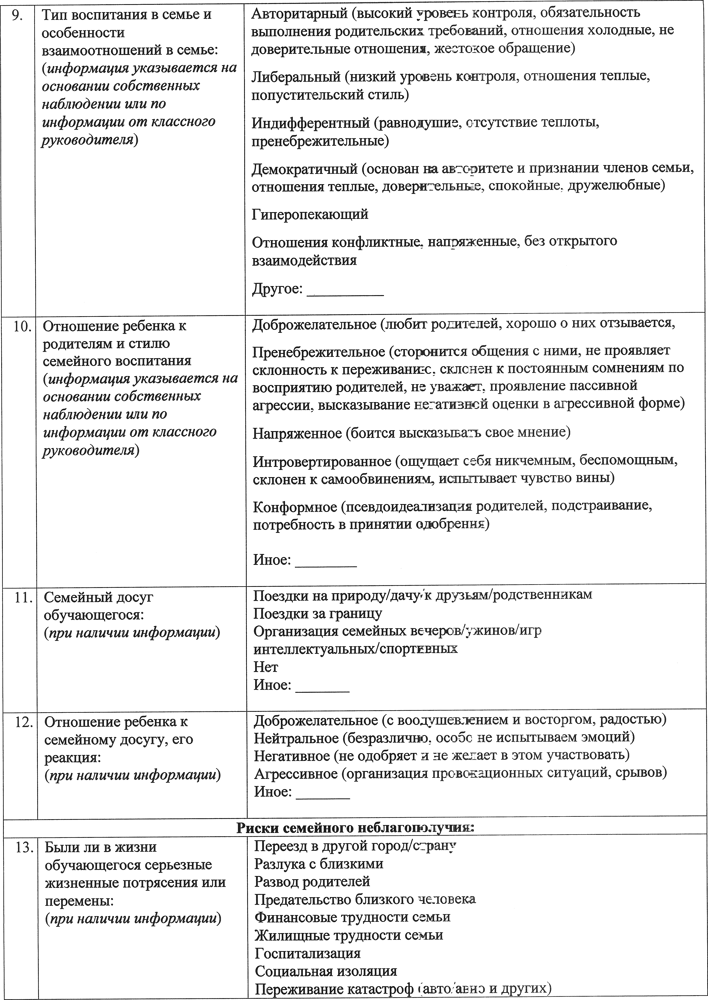 9.
Тип воспитания в семье и
особенности
взаимоотношений в семье:
(информация указывается на
основании собственных
наблюдении или по
информации от классного
руководителя)
Авторитарный (высокий уровень контроля, обязательность
выполнения родительских требований, отношения холодные, не
доверительные отношения, жестокое обращение)
Либеральный (низкий уровень контроля, отношения теплые,
попустительский стиль)
Индифферентный (равнодушие, отсутствие теплоты,
пренебрежительные)
Демократичный (основан на авторитете и признании членов семьи,
отношения теплые, доверительные, спокойные, дружелюбные)
Гиперопекающий
Отношения конфликтные, напряженные, без открытого
взаимодействия
Другое: __________
10.
Отношение ребенка к
родителям и стилю
семейного воспитания
(информация указывается на
основании собственных
наблюдении или по
информации от классного
руководителя)
Доброжелательное (любит родителей, хорошо о них отзывается,
Пренебрежительное (сторонится общения с ними, не проявляет
склонность к переживанию, склонен к постоянным сомнениям по
восприятию родителей, не уважает, проявление пассивной
агрессии, высказывание негативной оценки в агрессивной форме)
Напряженное (боится высказывать свое мнение)
Интровертированное (ощущает себя никчемным, беспомощным,
склонен к самообвинениям, испытывает чувство вины)
Конформное (псевдоидеализация родителей, подстраивание,
потребность в принятии одобрения)
Иное: ________
11.
Семейный досуг
обучающегося:
(при наличии информации)
Поездки на природу/дачу/к друзьям/родственникам
Поездки за границу
Организация семейных вечеров/ужинов/игр
интеллектуальных/спортивных
Нет
Иное: _______
12.
Отношение ребенка к
семейному досугу, его
реакция:
(при наличии информации)
Доброжелательное (с воодушевлением и восторгом, радостью)
Нейтральное (безразлично, особо не испытываем эмоций)
Негативное (не одобряет и не желает в этом участвовать)
Агрессивное (организация провокационных ситуаций, срывов)
Иное: _______
Риски семейного неблагополучия:
13.
Были ли в жизни
обучающегося серьезные
жизненные потрясения или
перемены:
(при наличии информации)
Переезд в другой город/страну
Разлука с близкими
Развод родителей
Предательство близкого человека
Финансовые трудности семьи
Жилищные трудности семьи
Госпитализация
Социальная изоляция
Переживание катастроф (авто/авио и других)